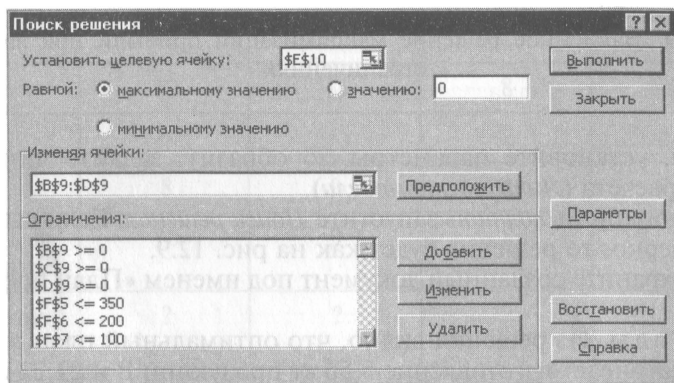 Поиск решения
Установить целевую ячейку: $E$10 Выполнить
Равной: максимальному значению значению: 0 Закрыть
минимальному значению
Изменяя ячейки:
$B$9:$D$9 Предположить
Параметры
Ограничения:
$B$9 >= 0 Добавить
$C$9 >= 0
$D$9 >= 0 Изменить
$F$5 <= 350
$F$6 <= 200 Восстановить
$F$7 <= 100 Удалить
Справка